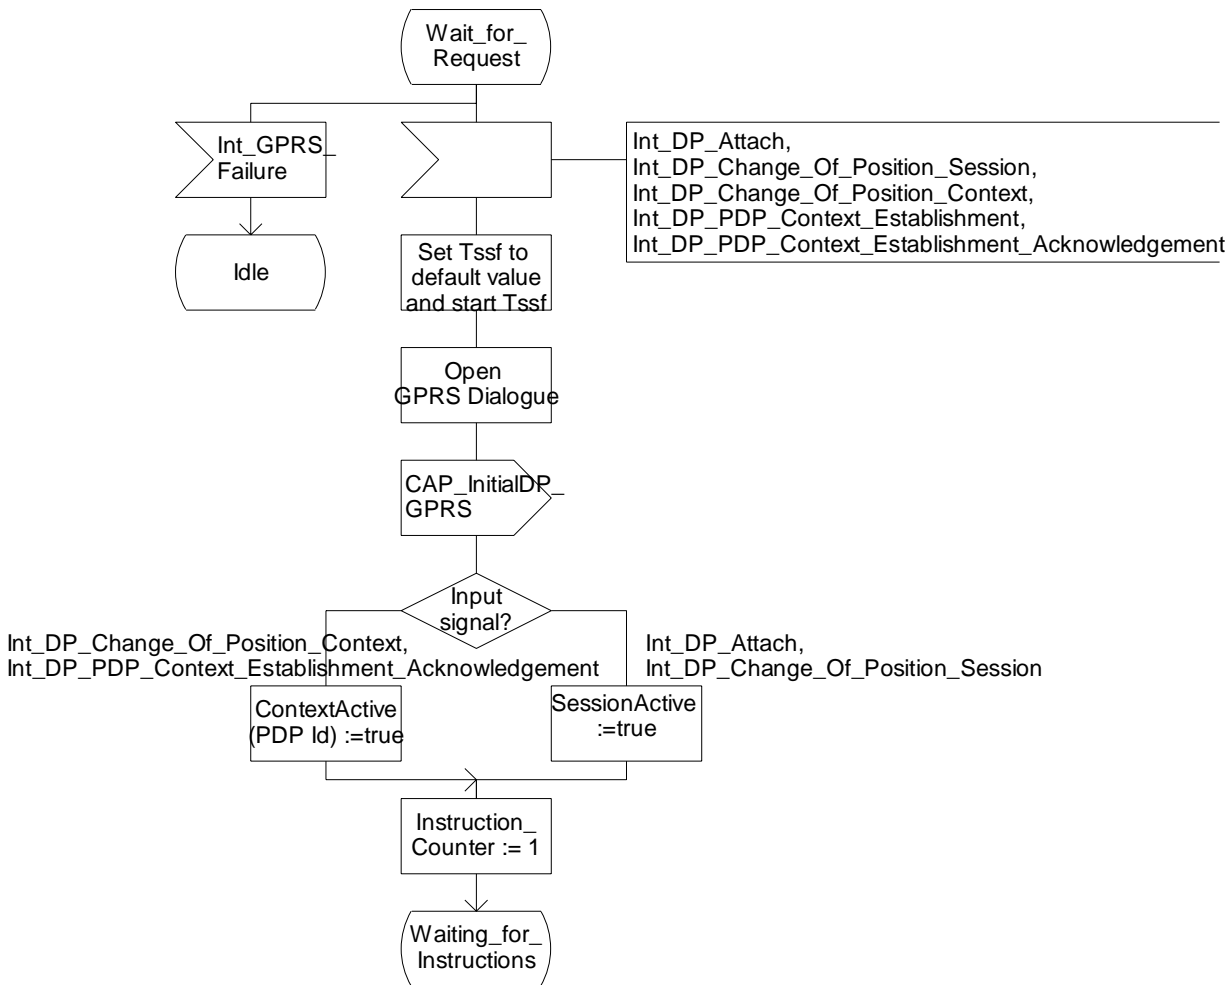 Wait_for_
Request
Int_GPRS_
Failure
Int_DP_Attach,
Int_DP_Change_Of_Position_Session,
Int_DP_Change_Of_Position_Context,
Int_DP_PDP_Context_Establishment,
Int_DP_PDP_Context_Establishment_Acknowledgement
Idle
Set Tssf to
default value
and start Tssf
Open
GPRS Dialogue
CAP_InitialDP_
GPRS
Input
signal?
Int_DP_Change_Of_Position_Context,
Int_DP_PDP_Context_Establishment_Acknowledgement
Int_DP_Attach,
Int_DP_Change_Of_Position_Session
ContextActive
(PDP Id) :=true
SessionActive
:=true
Instruction_
Counter := 1
Waiting_for_
Instructions